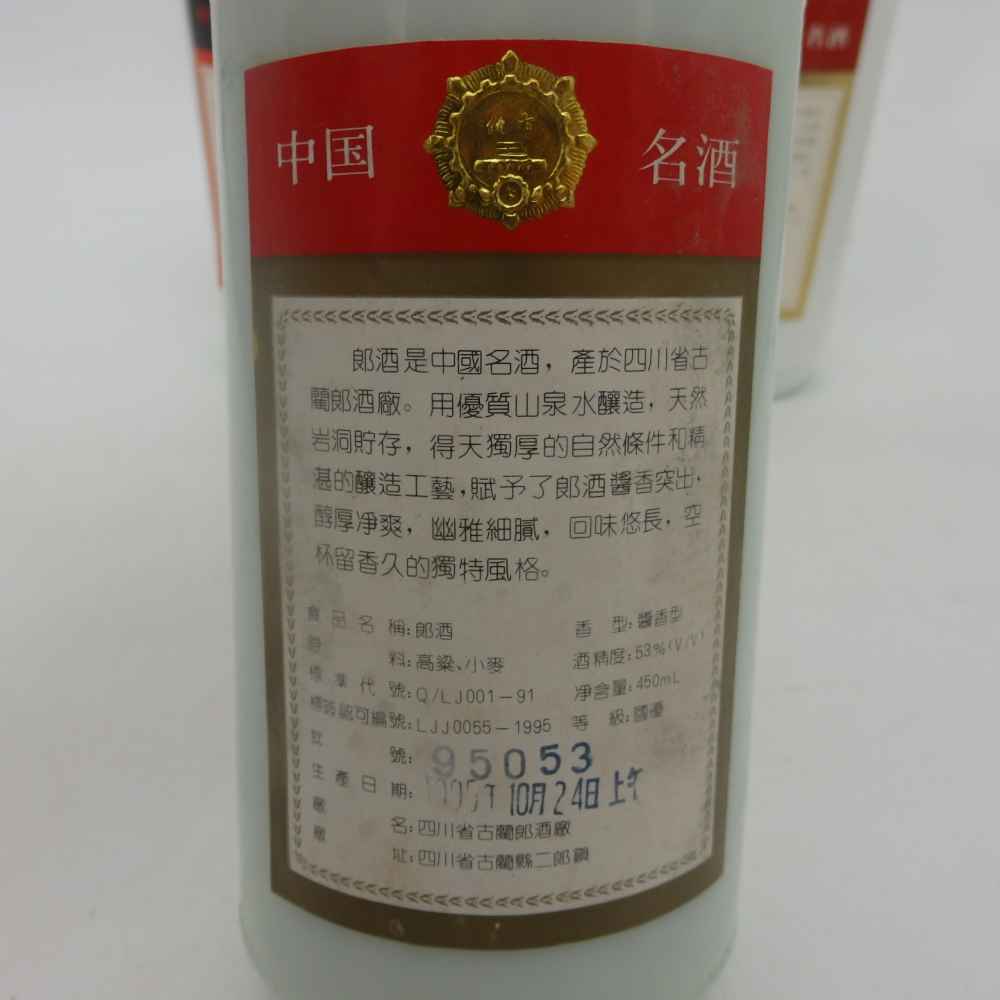 中国 名酒
郎酒是中國名酒，產於四川省古
藺郎酒廠。用優質山泉水釀造，天然
岩洞貯存，得天獨厚的自然條件和精
湛的釀造工藝，賦予了郎酒醬香突出，
醇厚凈爽，幽雅細膩，回味悠長，空
杯留香久的獨特風格。
食品名稱:郎酒 香型:醬香型
料:高粱、小麥 酒精度:53%(V/V)
標準代號:Q/LJ001-91 净含量:450mL
標簽認可編號:LJJ0055-1995 等級:國優
批號:95053
生產日期: 10月24日上午
廠名:四川省古藺郎酒廠
廠址:四川省古藺縣二郎鎮
名酒